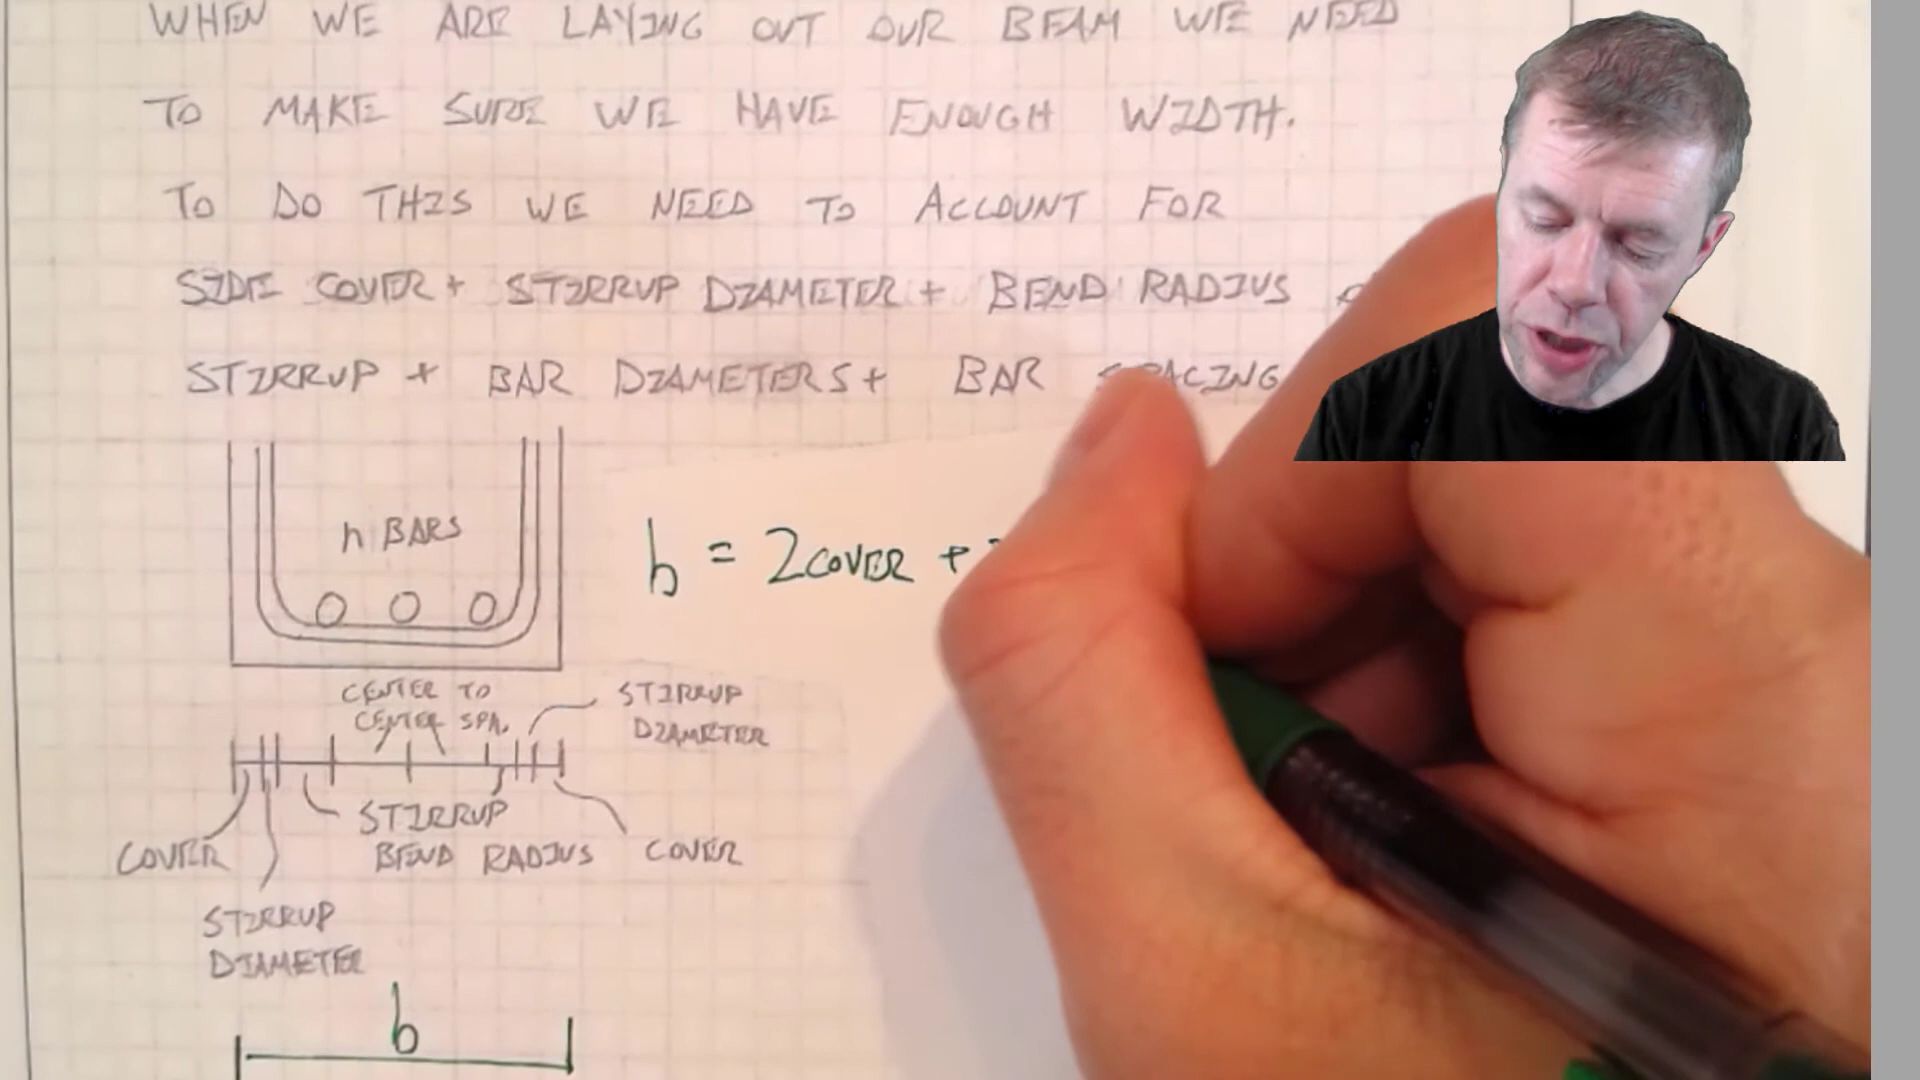 WHEN WE ARE LAYING OUT OUR BEAM WE NEED
TO MAKE SURE WE HAVE ENOUGH WIDTH.
TO DO THIS WE NEED TO ACCOUNT FOR
SIDE COVER + STIRRUP DIAMETER + BEND RADIUS
STIRRUP + BAR DIAMETERS + BAR SPACING
n BARS
b = 2COVER +
CENTER TO
CENTER SPA.
STIRRUP
DIAMETER
STIRRUP
BEND RADIUS
COVER
COVER
STIRRUP
DIAMETER
b